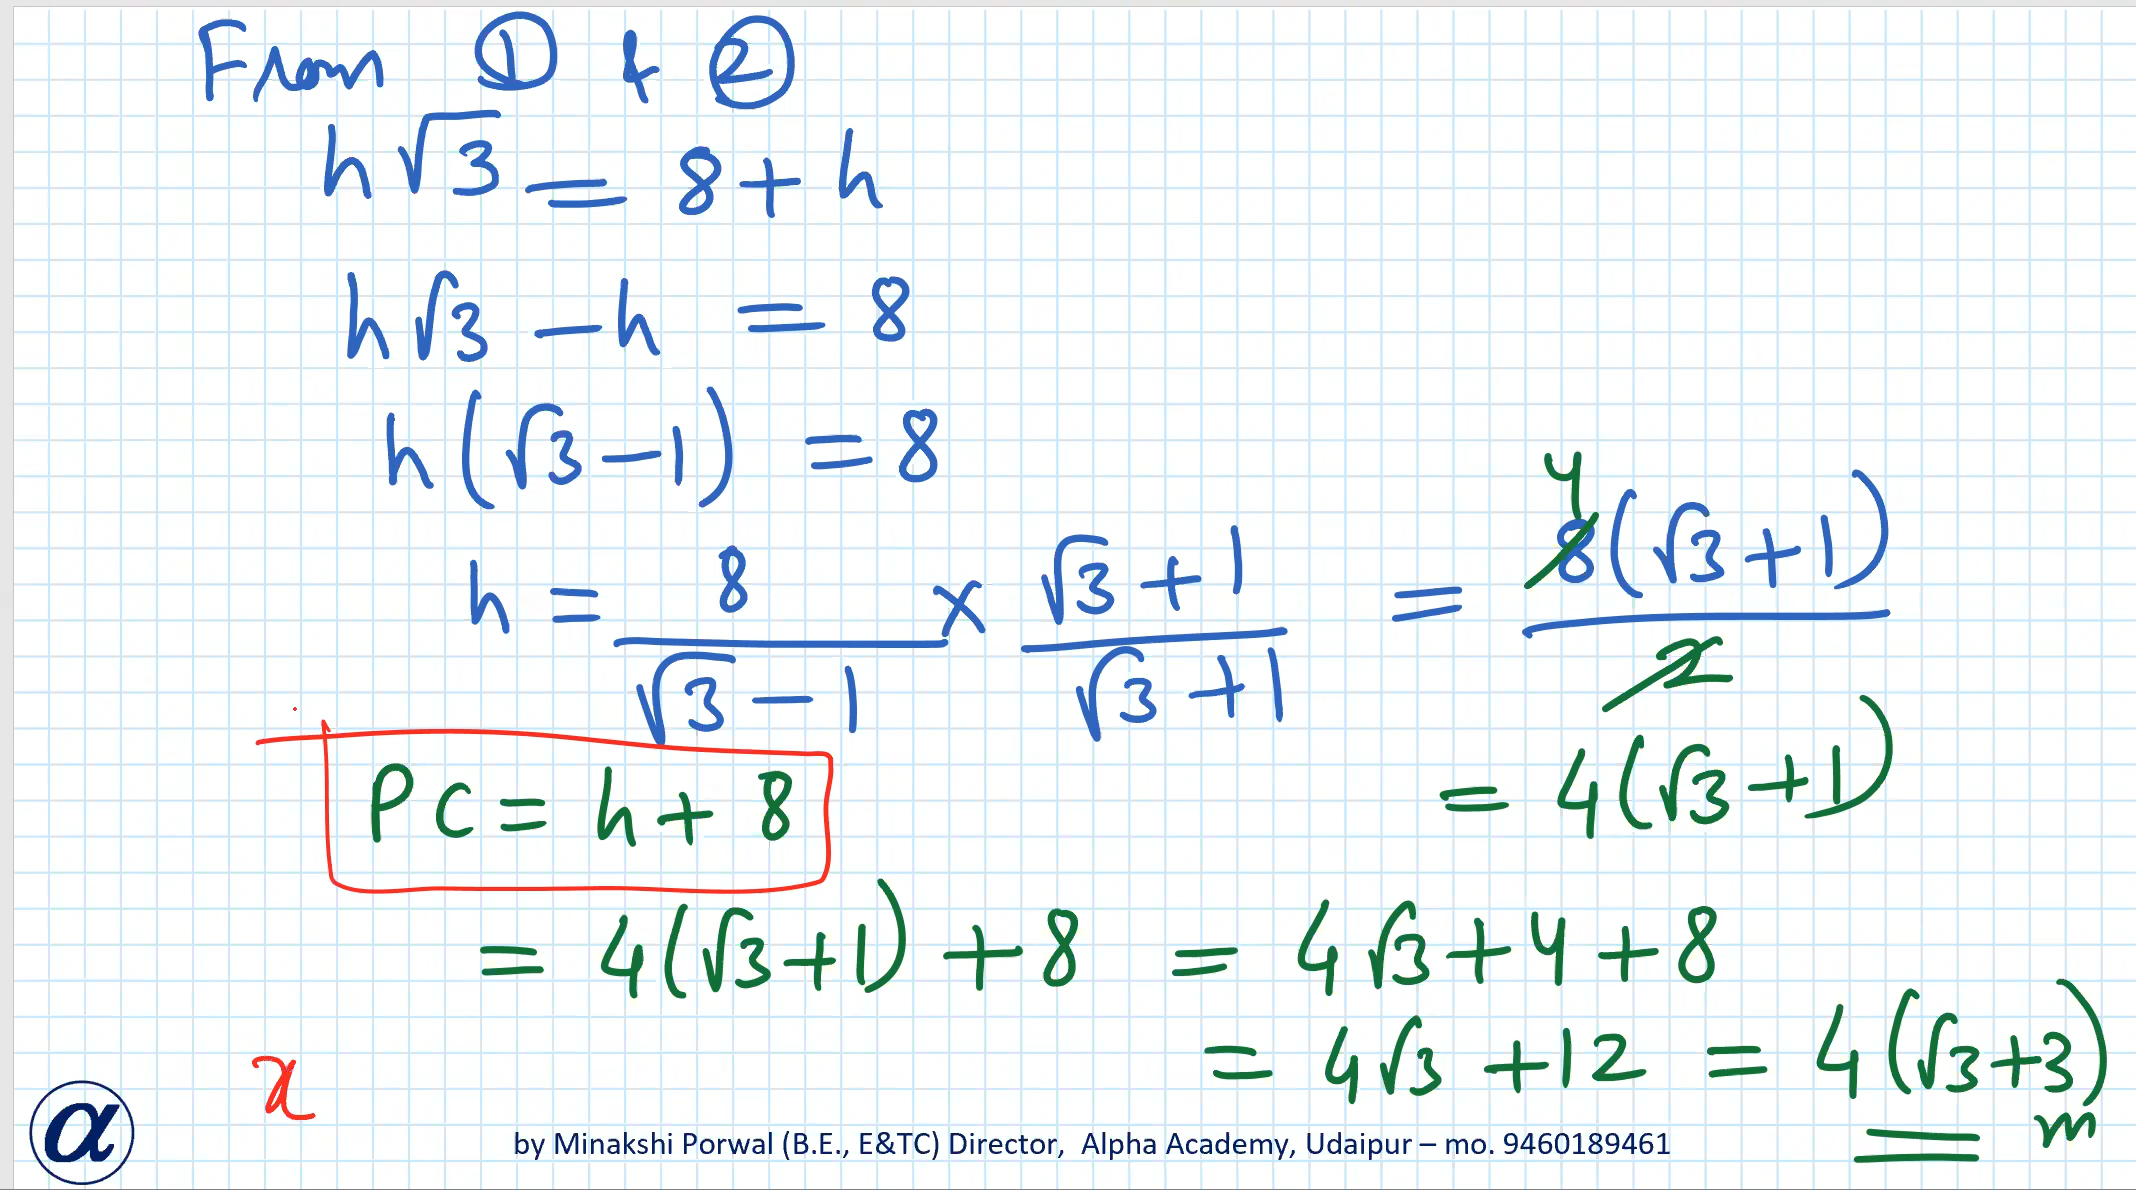 From ① & ②
h√3 = 8 + h
h√3 − h = 8
h(√3 − 1) = 8
h = 8/(√3 − 1) × (√3 + 1)/(√3 + 1) = 4 8(√3 + 1)/2
= 4(√3 + 1)
PC = h + 8
= 4(√3 + 1) + 8 = 4√3 + 4 + 8
= 4√3 + 12 = 4(√3 + 3) m
x
α by Minakshi Porwal (B.E., E&TC) Director, Alpha Academy, Udaipur – mo. 9460189461